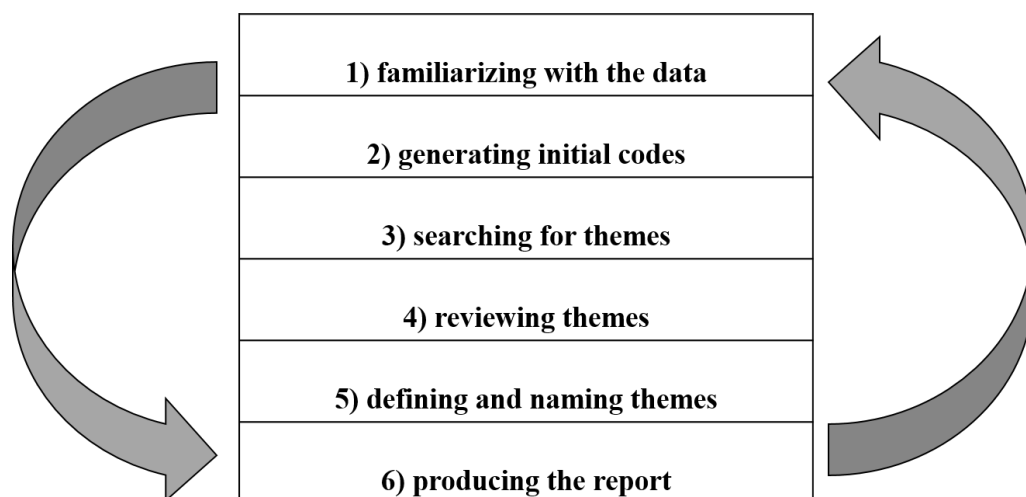 1) familiarizing with the data
2) generating initial codes
3) searching for themes
4) reviewing themes
5) defining and naming themes
6) producing the report